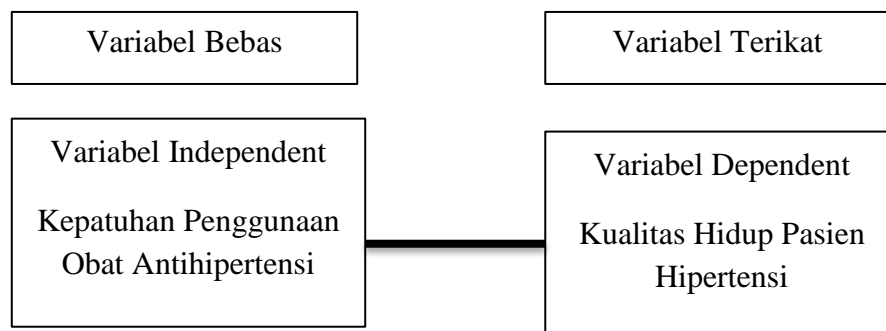 Variabel Bebas
Variabel Terikat
Variabel Independent
Kepatuhan Penggunaan
Obat Antihipertensi
Variabel Dependent
Kualitas Hidup Pasien
Hipertensi